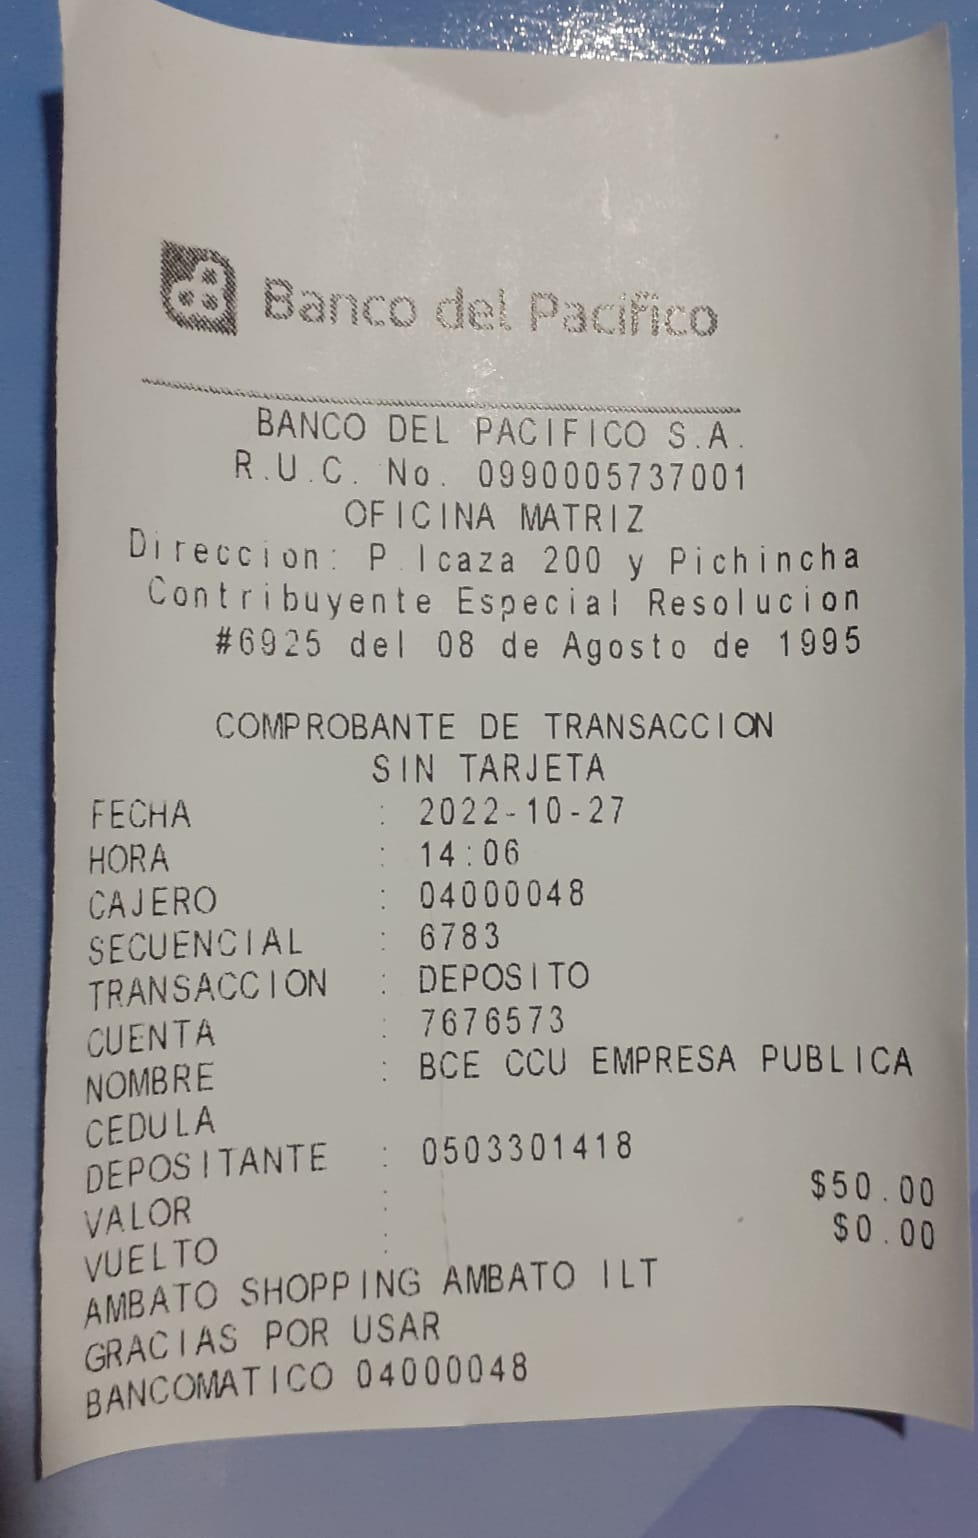 Banco del Pacifico
BANCO DEL PACIFICO S.A.
R.U.C. No. 0990005737001
OFICINA MATRIZ
Direccion: P.Icaza 200 y Pichincha
Contribuyente Especial Resolucion
#6925 del 08 de Agosto de 1995
COMPROBANTE DE TRANSACCION
SIN TARJETA
FECHA : 2022-10-27
HORA : 14:06
CAJERO : 04000048
SECUENCIAL : 6783
TRANSACCION : DEPOSITO
CUENTA : 7676573
NOMBRE : BCE CCU EMPRESA PUBLICA
CEDULA
DEPOSITANTE : 0503301418
VALOR : $50.00
VUELTO : $0.00
AMBATO SHOPPING AMBATO ILT
GRACIAS POR USAR
BANCOMATICO 04000048